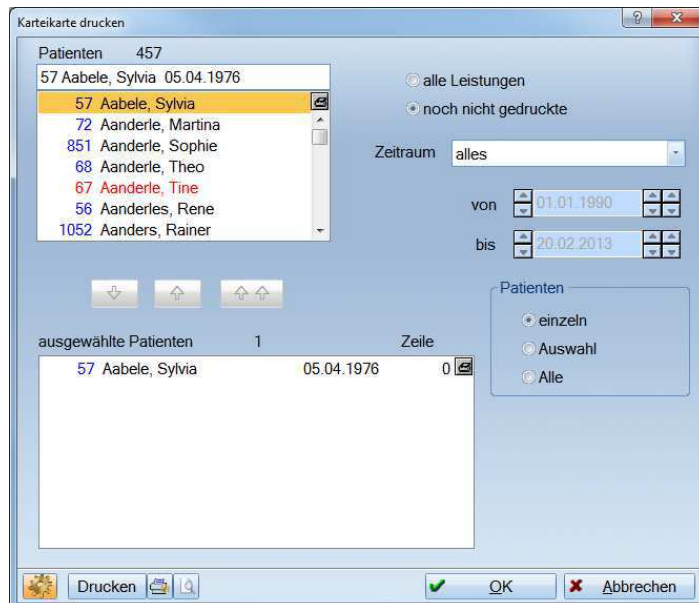 Karteikarte drucken
Patienten 457
57 Aabele, Sylvia 05.04.1976
57 Aabele, Sylvia
72 Aanderle, Martina
851 Aanderle, Sophie
68 Aanderle, Theo
67 Aanderle, Tine
56 Aanderles, Rene
1052 Aanders, Rainer
alle Leistungen
noch nicht gedruckte
Zeitraum alles
von 01.01.1990
bis 20.02.2013
Patienten
einzeln
Auswahl
Alle
ausgewählte Patienten 1 Zeile
57 Aabele, Sylvia 05.04.1976 0
Drucken OK Abbrechen